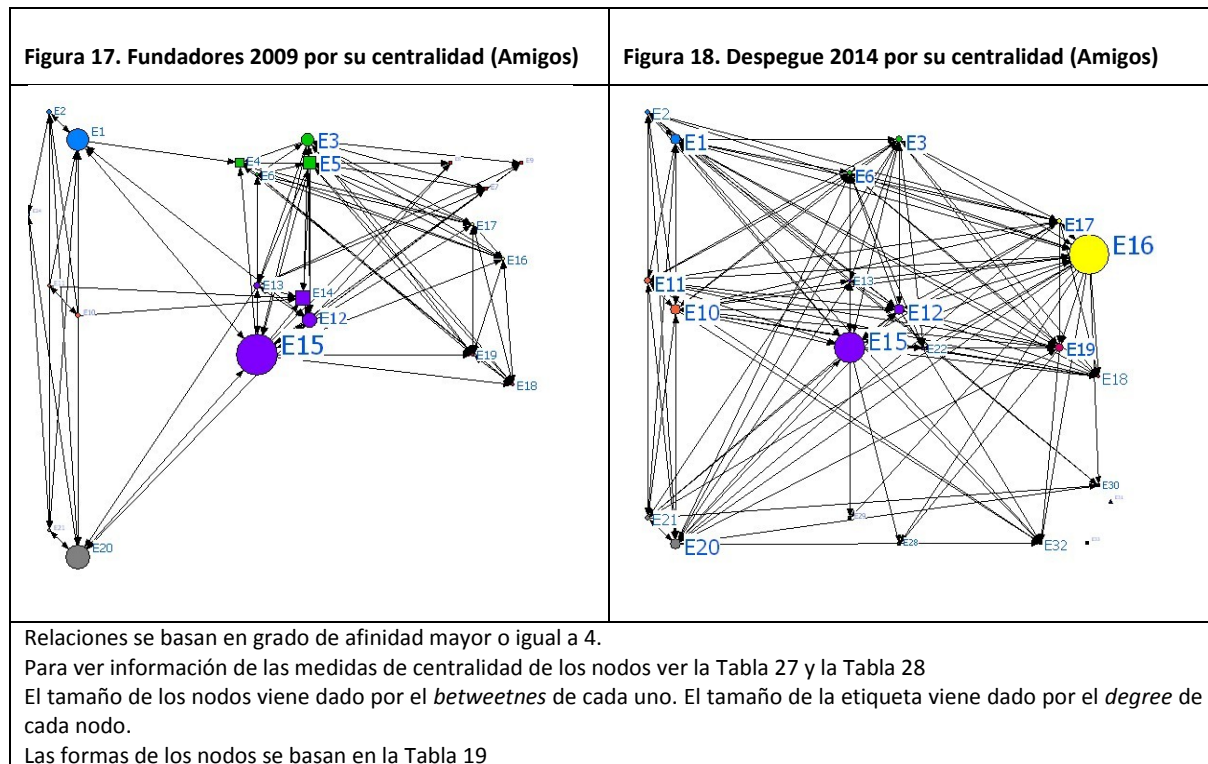 Figura 17. Fundadores 2009 por su centralidad (Amigos)
Figura 18. Despegue 2014 por su centralidad (Amigos)
E2
E1
E3
E4
E5
E6
E9
E7
E17
E16
E13
E14
E12
E10
E15
E19
E18
E21
E20
E2
E1
E3
E6
E17
E16
E11
E13
E10
E12
E15
E22
E19
E18
E30
E21
E29
E20
E28
E32
Relaciones se basan en grado de afinidad mayor o igual a 4.
Para ver información de las medidas de centralidad de los nodos ver la Tabla 27 y la Tabla 28
El tamaño de los nodos viene dado por el betweetnes de cada uno. El tamaño de la etiqueta viene dado por el degree de
cada nodo.
Las formas de los nodos se basan en la Tabla 19